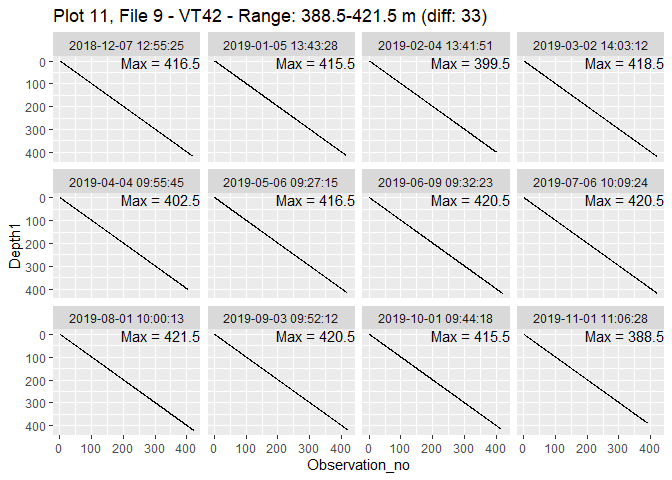 Plot 11, File 9 - VT42 - Range: 388.5-421.5 m (diff: 33)
2018-12-07 12:55:25 2019-01-05 13:43:28 2019-02-04 13:41:51 2019-03-02 14:03:12
Max = 416.5 Max = 415.5 Max = 399.5 Max = 418.5
0
100
200
300
400
2019-04-04 09:55:45 2019-05-06 09:27:15 2019-06-09 09:32:23 2019-07-06 10:09:24
Max = 402.5 Max = 416.5 Max = 420.5 Max = 420.5
0
100
200
300
400
Depth1
2019-08-01 10:00:13 2019-09-03 09:52:12 2019-10-01 09:44:18 2019-11-01 11:06:28
Max = 421.5 Max = 420.5 Max = 415.5 Max = 388.5
0
100
200
300
400
0 100 200 300 400 0 100 200 300 400 0 100 200 300 400 0 100 200 300 400
Observation_no